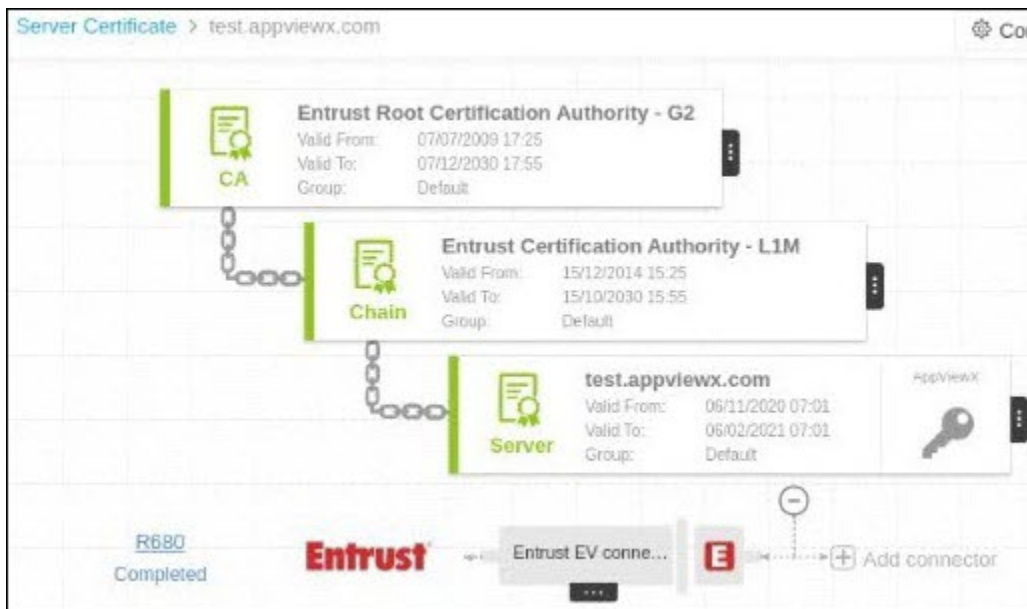 Server Certificate > test.appviewx.com
Co
Entrust Root Certification Authority - G2
Valid From: 07/07/2009 17:25
Valid To: 07/12/2030 17:55
Group: Default
CA
Entrust Certification Authority - L1M
Valid From: 15/12/2014 15:25
Valid To: 15/10/2030 15:55
Group: Default
Chain
test.appviewx.com
Valid From: 06/11/2020 07:01
Valid To: 06/02/2021 07:01
Group: Default
Server
AppViewX
R680
Completed
Entrust
Entrust EV conne...
E
Add connector